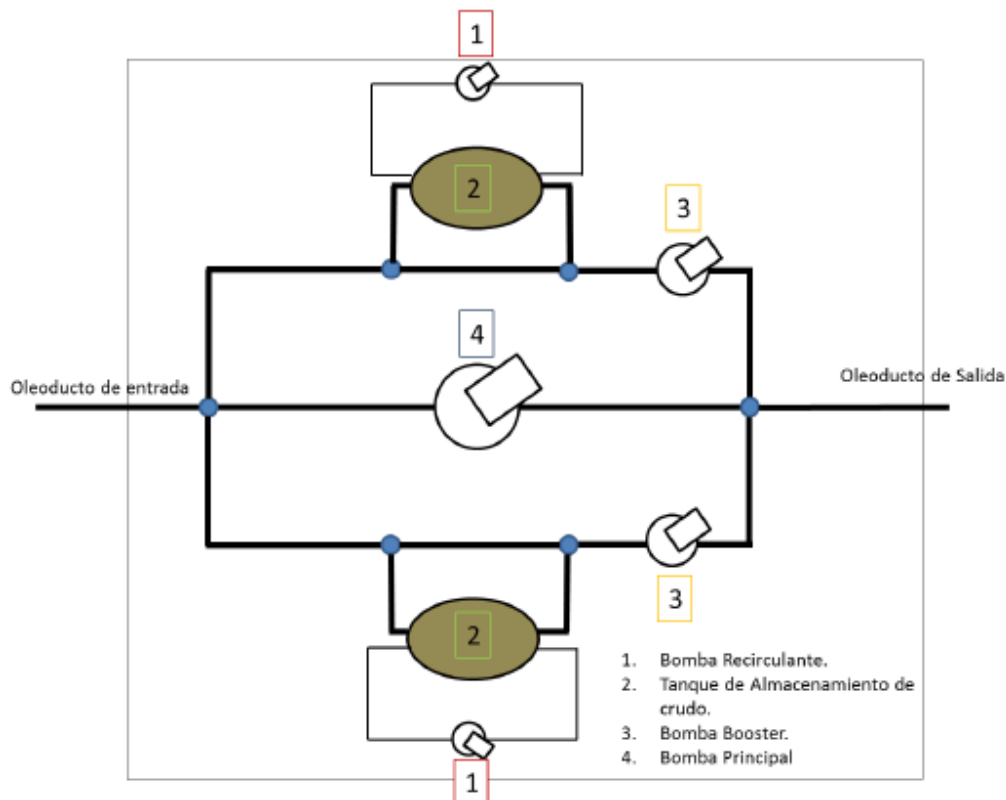 1
2
3
4
Oleoducto de entrada
Oleoducto de Salida
3
2
1. Bomba Recirculante.
2. Tanque de Almacenamiento de
crudo.
3. Bomba Booster.
4. Bomba Principal
1